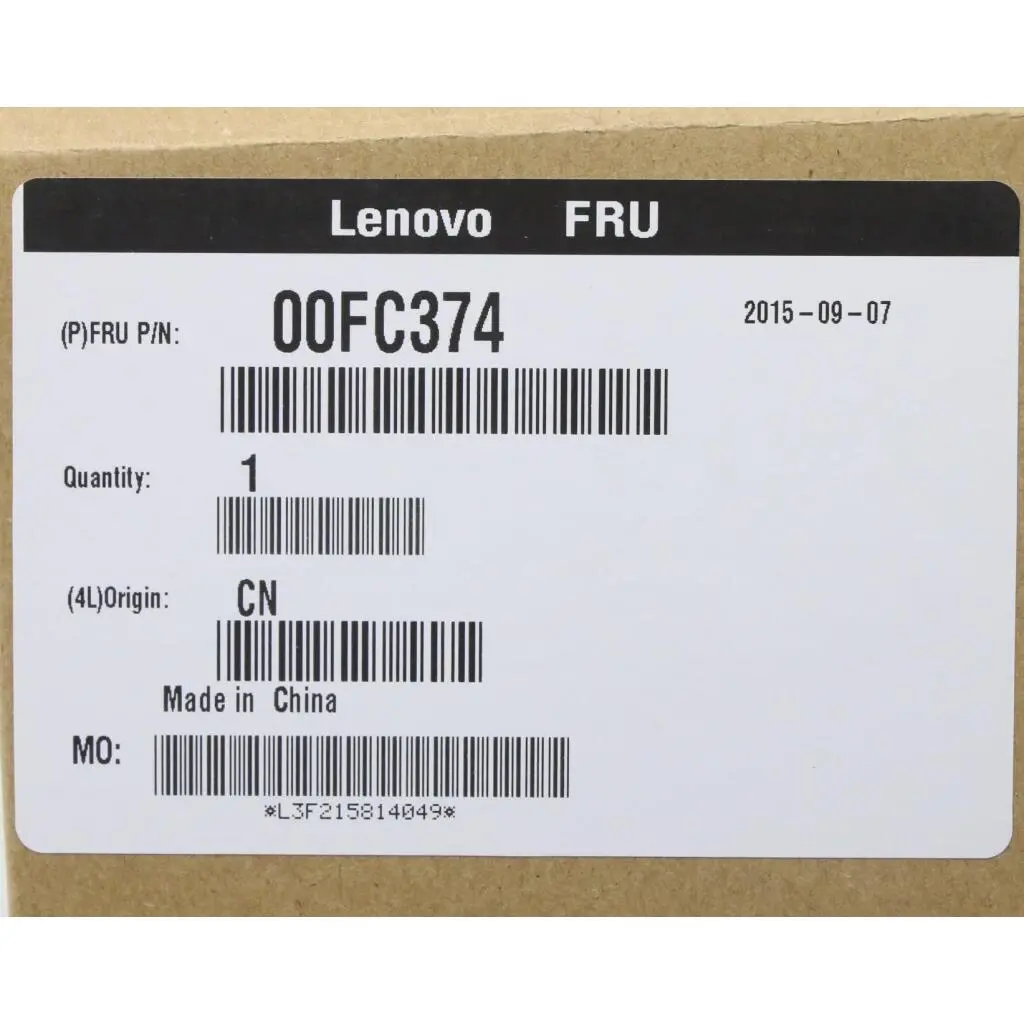 Lenovo FRU
(P)FRU P/N: 00FC374 2015-09-07
Quantity: 1
(4L)Origin: CN
Made in China
MO:
*L3F215814049*